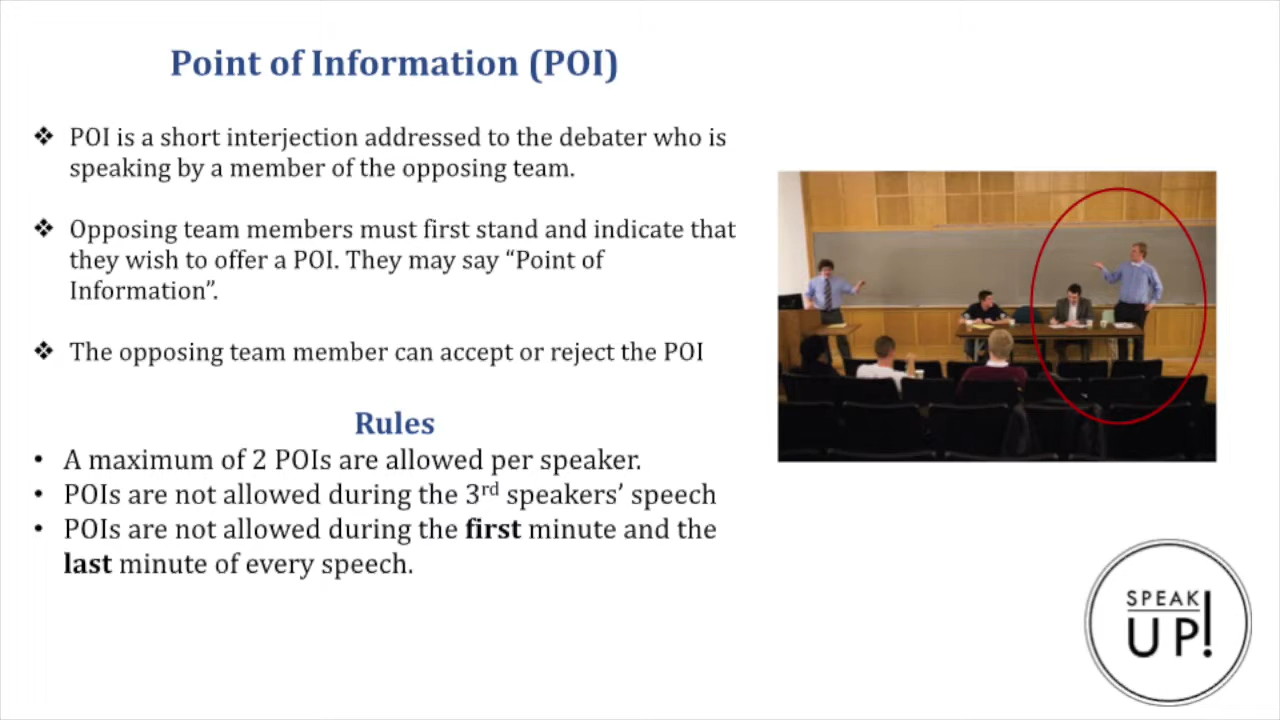 Point of Information (POI)
❖ POI is a short interjection addressed to the debater who is
speaking by a member of the opposing team.
❖ Opposing team members must first stand and indicate that
they wish to offer a POI. They may say “Point of
Information”.
❖ The opposing team member can accept or reject the POI
Rules
• A maximum of 2 POIs are allowed per speaker.
• POIs are not allowed during the 3rd speakers’ speech
• POIs are not allowed during the first minute and the
last minute of every speech.
SPEAK
UP!